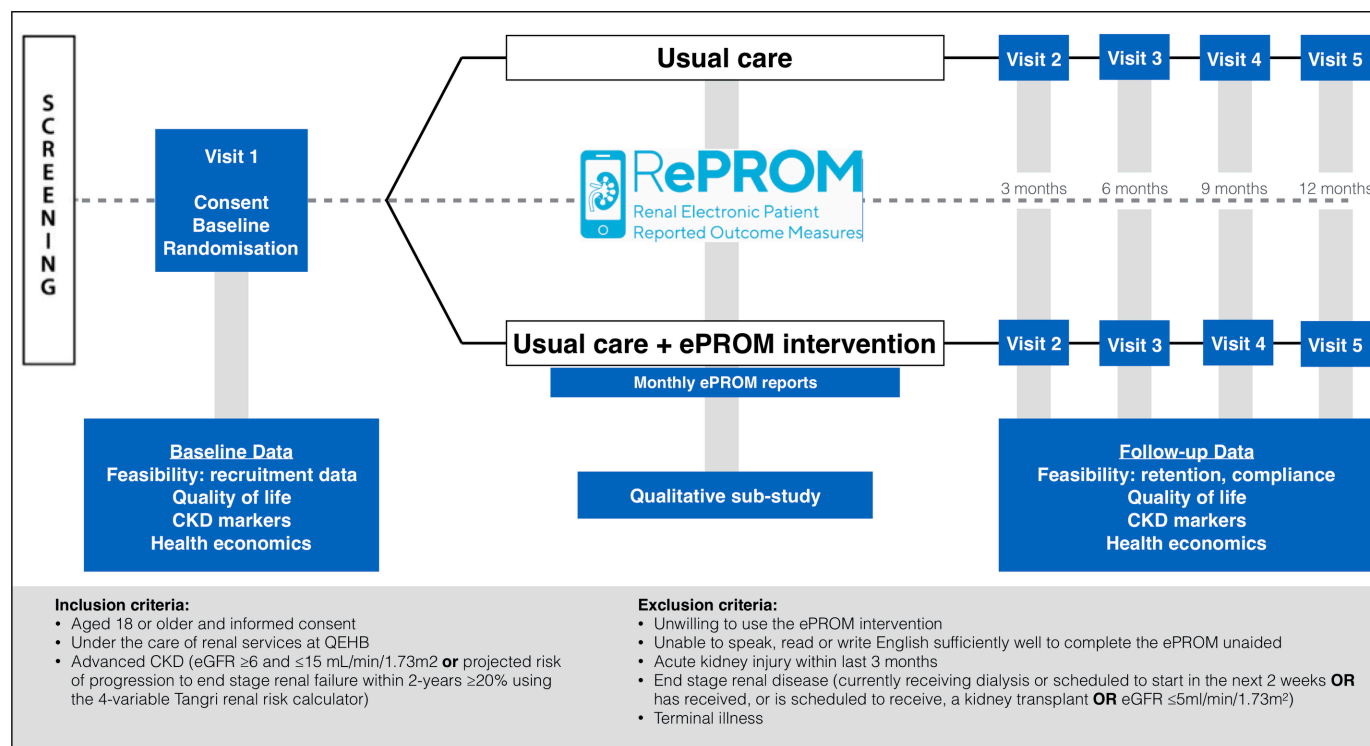 SCREENING
Visit 1
Consent
Baseline
Randomisation
Usual care
Visit 2
Visit 3
Visit 4
Visit 5
RePROM
Renal Electronic Patient
Reported Outcome Measures
3 months
6 months
9 months
12 months
Usual care + ePROM intervention
Visit 2
Visit 3
Visit 4
Visit 5
Monthly ePROM reports
Baseline Data
Feasibility: recruitment data
Quality of life
CKD markers
Health economics
Qualitative sub-study
Follow-up Data
Feasibility: retention, compliance
Quality of life
CKD markers
Health economics
Inclusion criteria:
• Aged 18 or older and informed consent
• Under the care of renal services at QEHB
• Advanced CKD (eGFR ≥6 and ≤15 mL/min/1.73m2 or projected risk
of progression to end stage renal failure within 2-years ≥20% using
the 4-variable Tangri renal risk calculator)
Exclusion criteria:
• Unwilling to use the ePROM intervention
• Unable to speak, read or write English sufficiently well to complete the ePROM unaided
• Acute kidney injury within last 3 months
• End stage renal disease (currently receiving dialysis or scheduled to start in the next 2 weeks OR
has received, or is scheduled to receive, a kidney transplant OR eGFR ≤5ml/min/1.73m²)
• Terminal illness